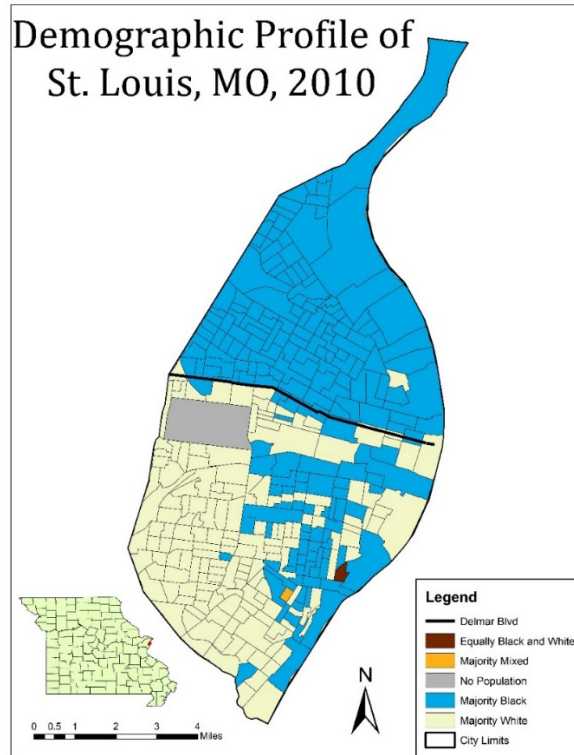 Demographic Profile of
St. Louis, MO, 2010
Legend
Delmar Blvd
Equally Black and White
Majority Mixed
No Population
Majority Black
Majority White
City Limits
N
0 0.5 1 2 3 4
Miles